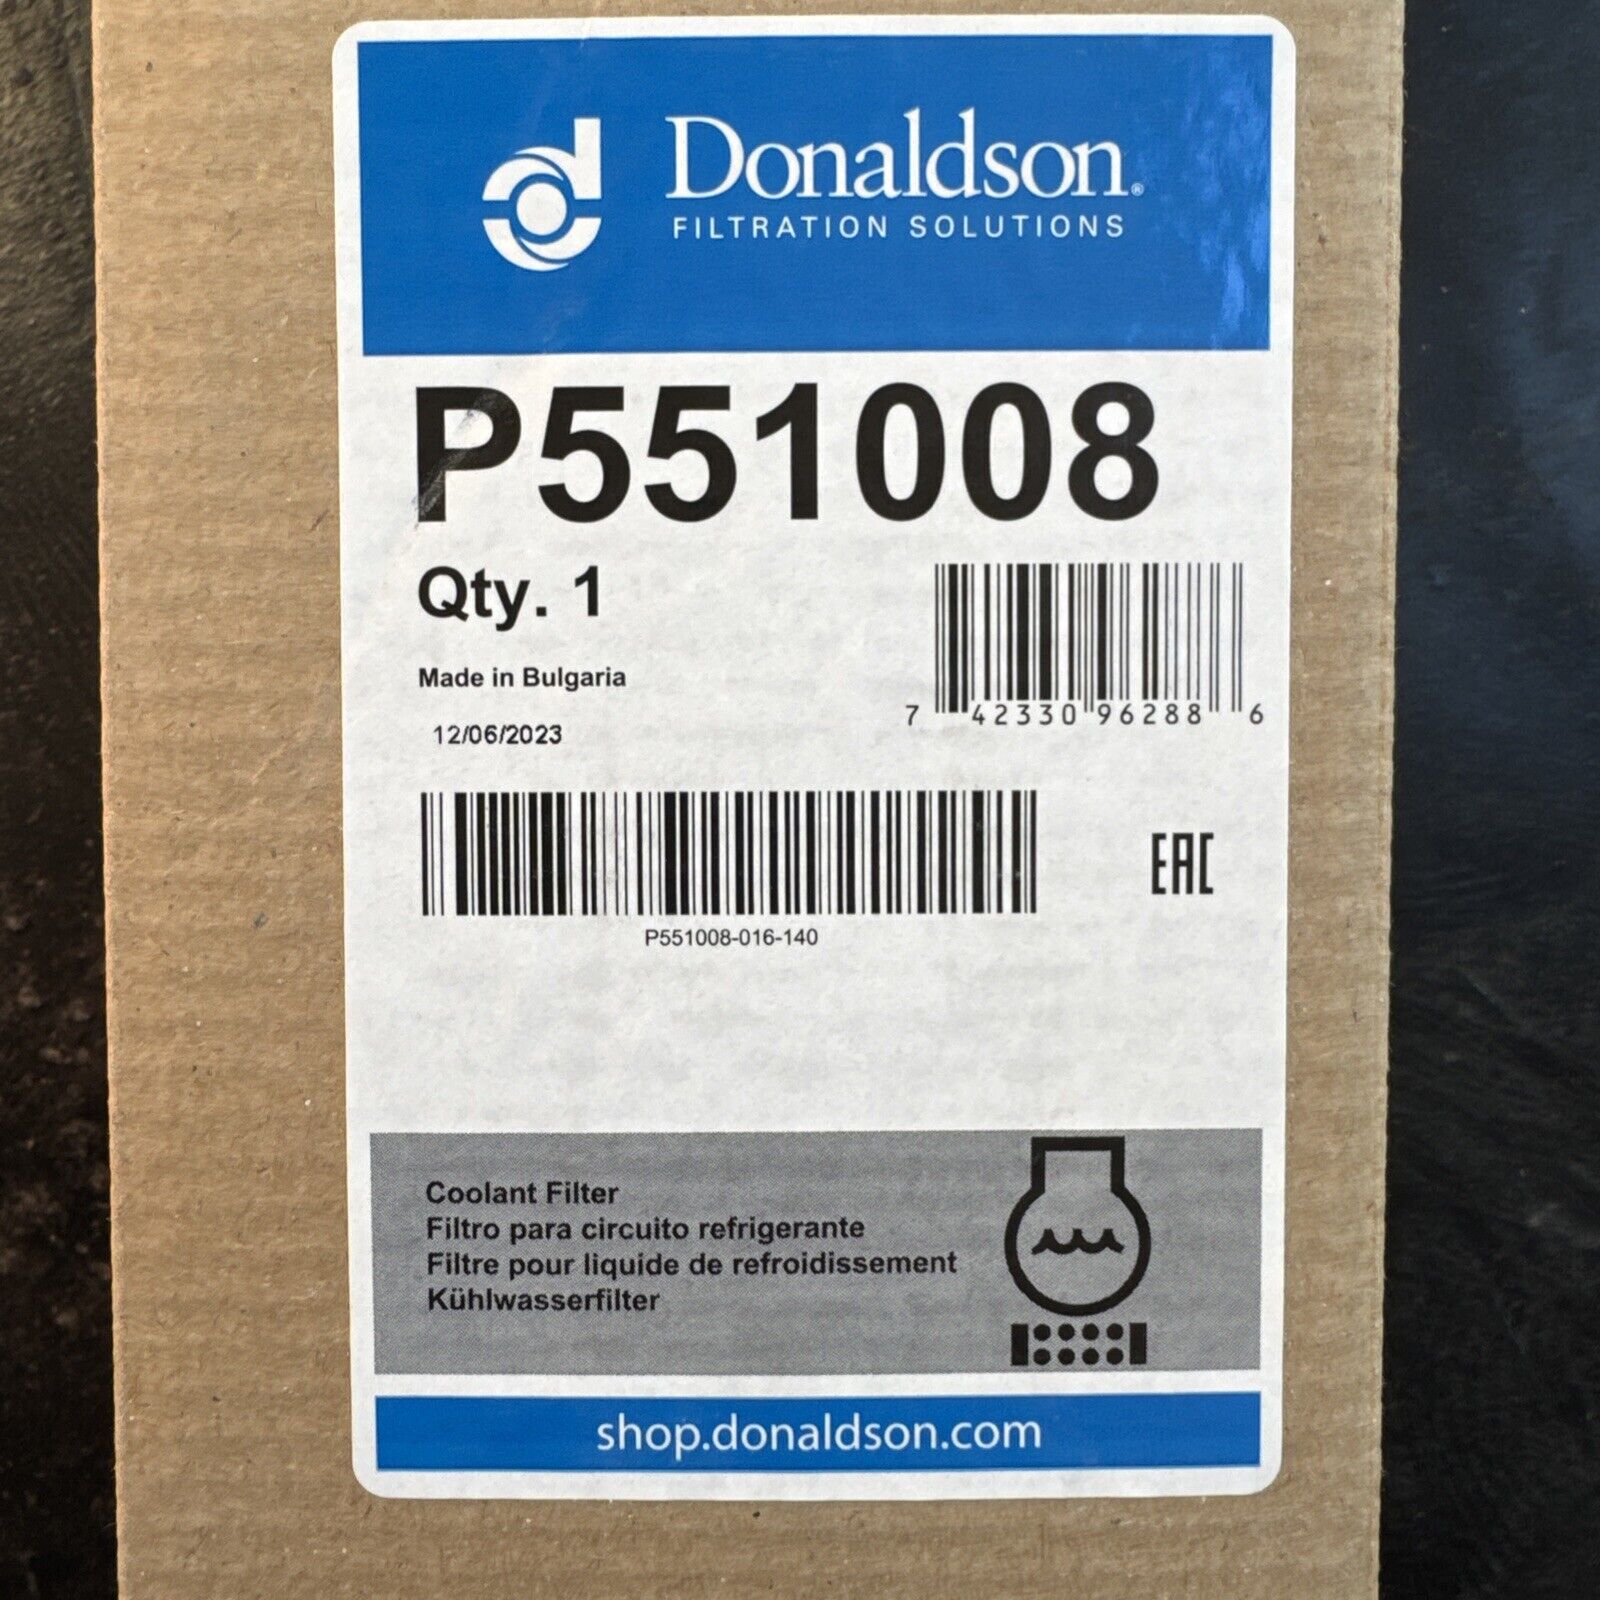 Donaldson®
FILTRATION SOLUTIONS
P551008
Qty. 1
Made in Bulgaria
12/06/2023
7 42330 96288 6
EAC
P551008-016-140
Coolant Filter
Filtro para circuito refrigerante
Filtre pour liquide de refroidissement
Kühlwasserfilter
shop.donaldson.com